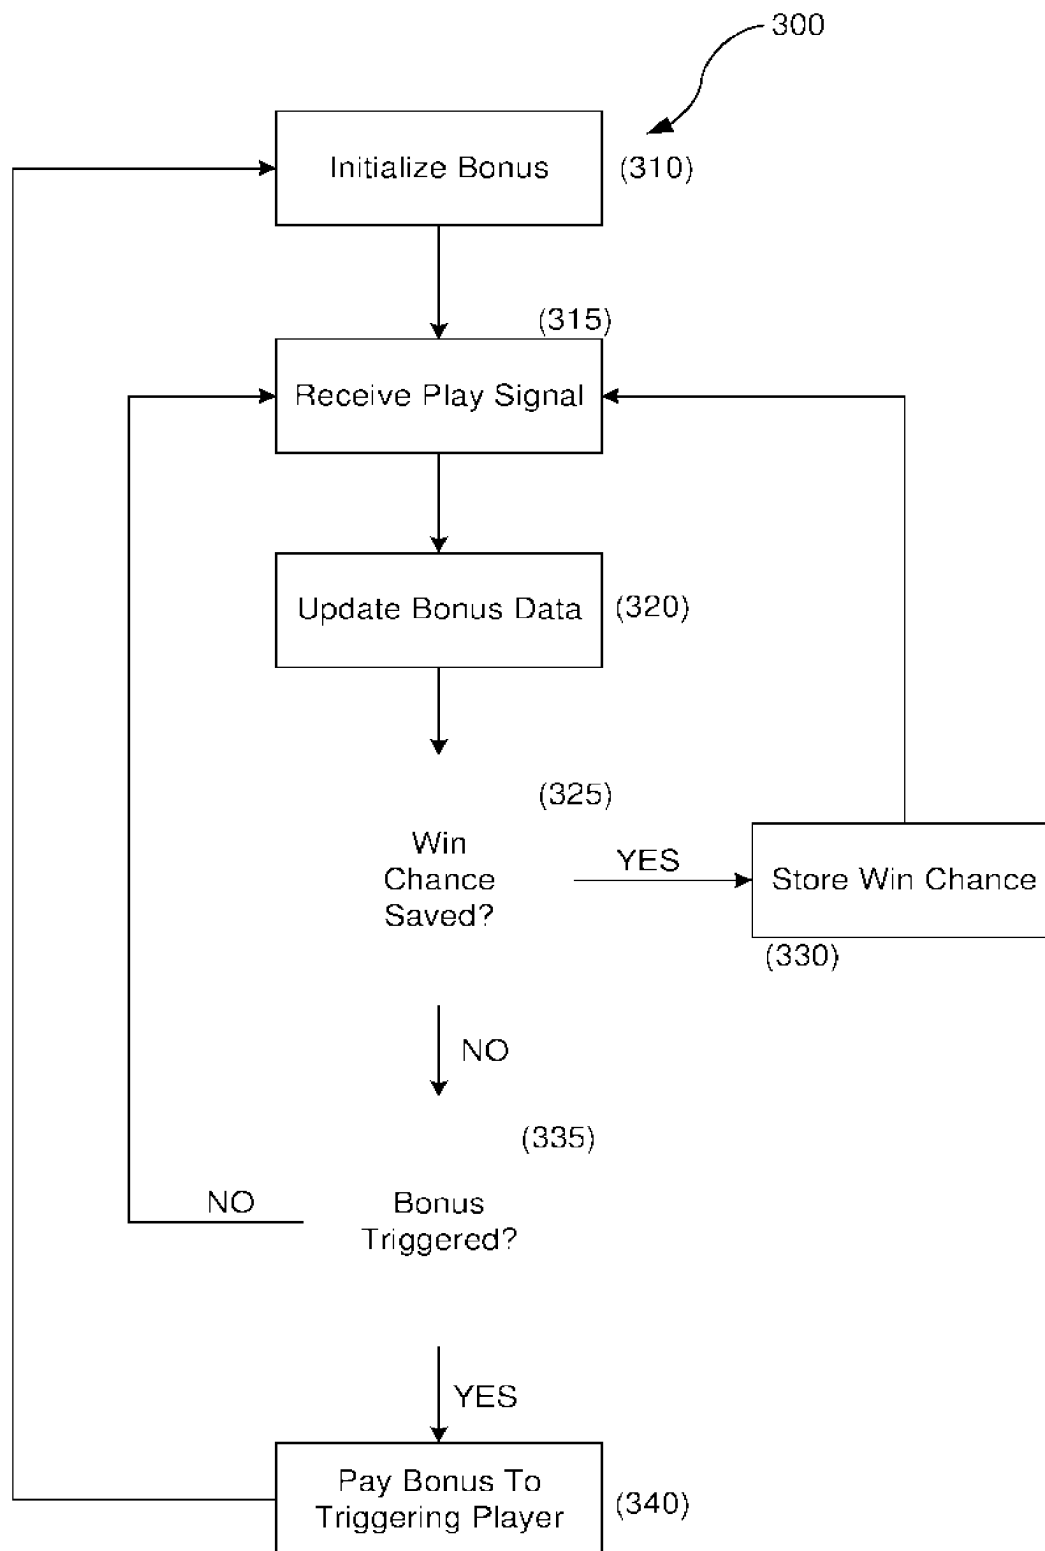 300
Initialize Bonus
(310)
(315)
Receive Play Signal
Update Bonus Data
(320)
(325)
Win
Chance
Saved?
YES
Store Win Chance
(330)
NO
(335)
Bonus
Triggered?
NO
YES
Pay Bonus To
Triggering Player
(340)